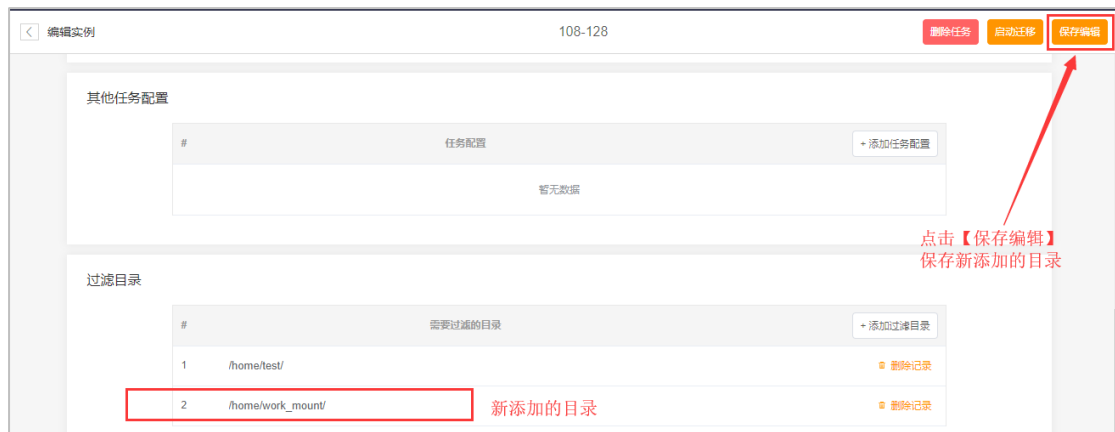 编辑实例 108-128 删除任务 启动迁移 保存编辑
其他任务配置
# 任务配置 + 添加任务配置
暂无数据
点击【保存编辑】
保存新添加的目录
过滤目录
# 需要过滤的目录 + 添加过滤目录
1 /home/test/ 删除记录
2 /home/work_mount/ 新添加的目录 删除记录